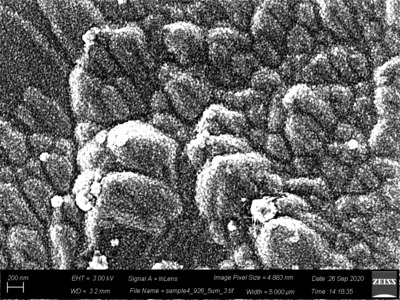 200 nm EHT = 3.00 kV Signal A = InLens Image Pixel Size = 4.883 nm Date :26 Sep 2020 ZEISS
WD = 3.2 mm File Name = sample4_926_5um_3.tif Width = 5.000 µm Time :14:18:35